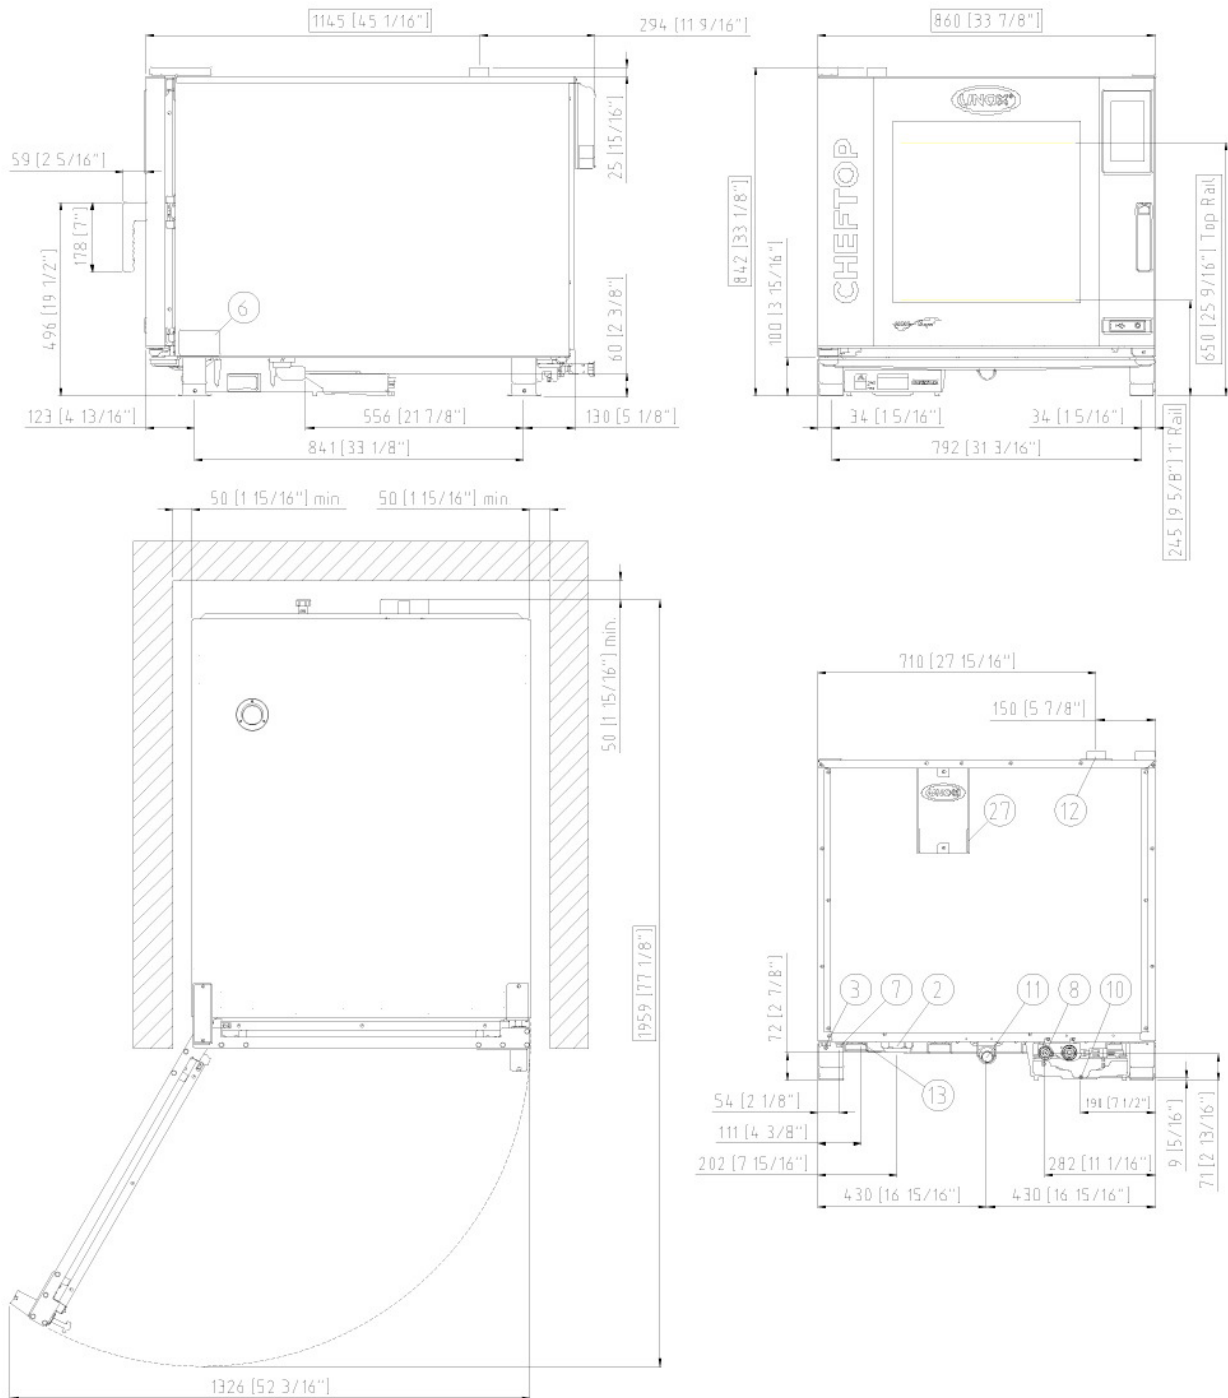 1145 [45 1/16"]
294 [11 9/16"]
25 [15/16"]
59 [2 5/16"]
178 [7"]
496 [19 1/2"]
6
60 [2 3/8"]
123 [4 13/16"]
556 [21 7/8"]
130 [5 1/8"]
841 [33 1/8"]
860 [33 7/8"]
UNOX
CHEFTOP
842 [33 1/8"]
100 [3 15/16"]
650 [25 9/16"] Top Rail
34 [1 5/16"]
34 [1 5/16"]
792 [31 3/16"]
245 [9 5/8"] 1° Rail
50 [1 15/16"] min
50 [1 15/16"] min
50 [1 15/16"] min.
1959 [77 1/8"]
1326 [52 3/16"]
710 [27 15/16"]
150 [5 7/8"]
UNOX
27
12
72 [2 7/8"]
3
7
2
11
8
10
13
54 [2 1/8"]
190 [7 1/2"]
111 [4 3/8"]
202 [7 15/16"]
282 [11 1/16"]
9 [5/16"]
71 [2 13/16"]
430 [16 15/16"]
430 [16 15/16"]